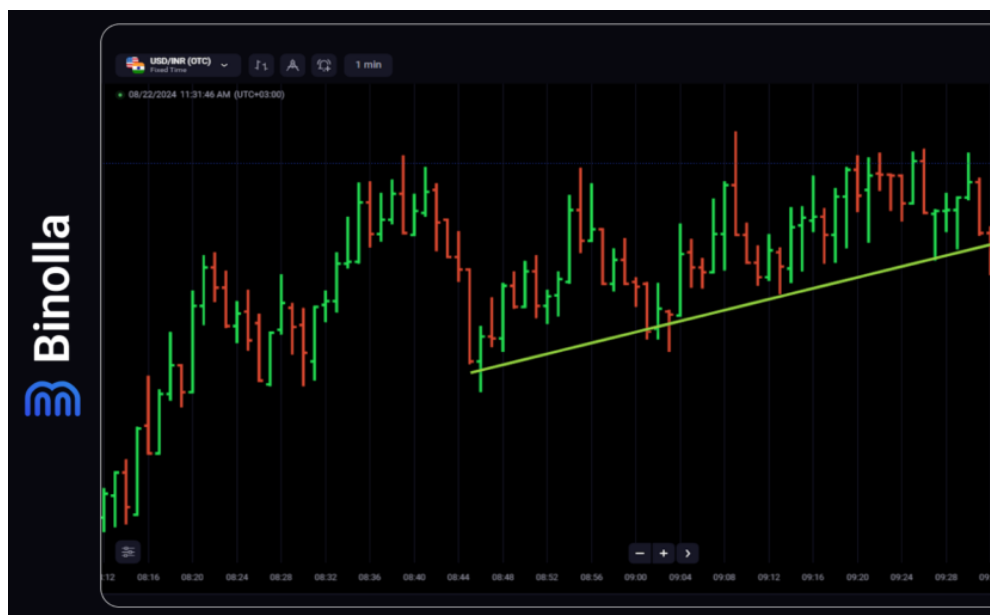 Binolla
USD/INR (OTC)
Fixed Time
1 min
08/22/2024 11:31:46 AM (UTC+03:00)
:12 08:16 08:20 08:24 08:28 08:32 08:36 08:40 08:44 08:48 08:52 08:56 09:00 09:04 09:08 09:12 09:16 09:20 09:24 09:28 09